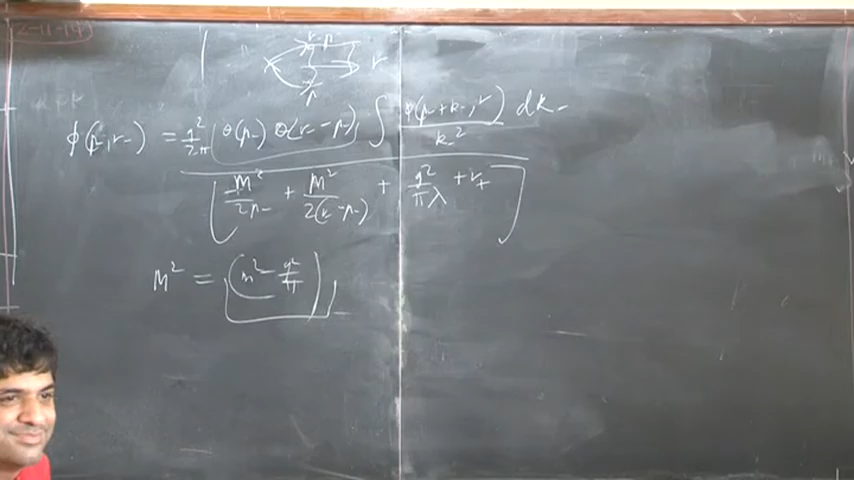 r-p
r
p
φ(p-, r-) = g²/2π (θ(p-) θ(r- - p-)) ∫ φ(p- + k-, r)/k-² dk-
[ M²/2p- + M²/2(r- - p-) + g²/πλ + r+ ]
M² = (m² - g²/π)